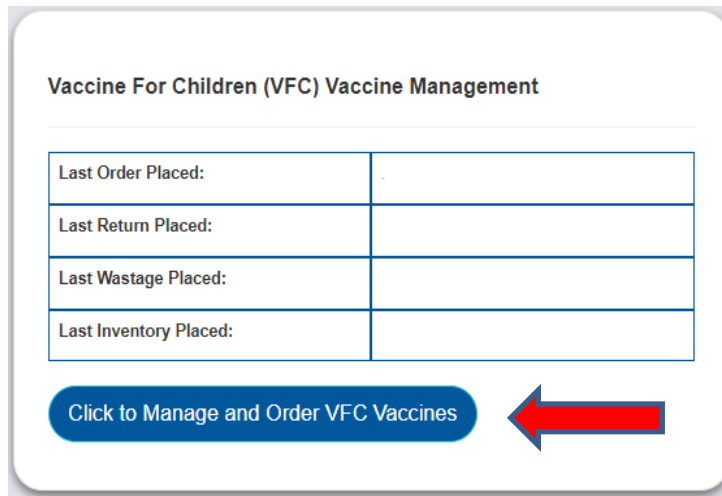 Vaccine For Children (VFC) Vaccine Management
Last Order Placed:
Last Return Placed:
Last Wastage Placed:
Last Inventory Placed:
Click to Manage and Order VFC Vaccines